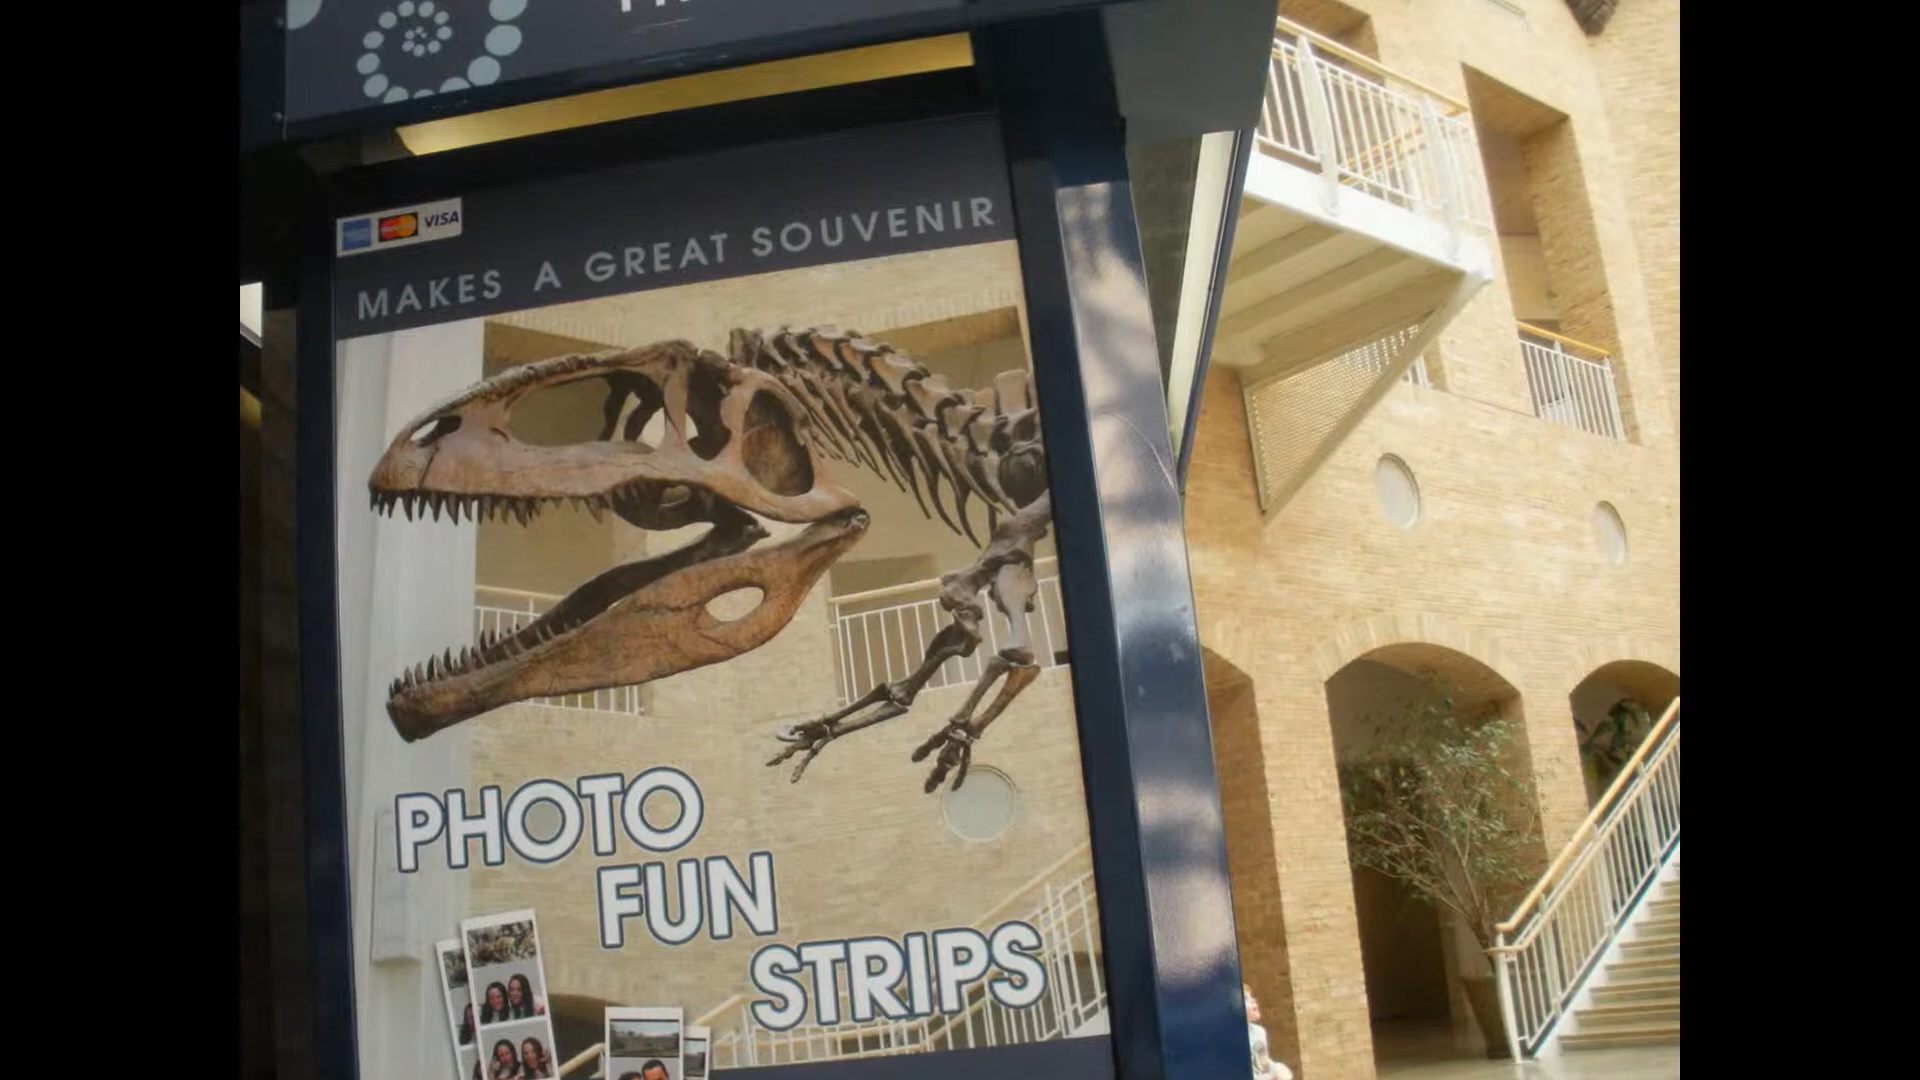 VISA
MAKES A GREAT SOUVENIR
PHOTO
FUN
STRIPS